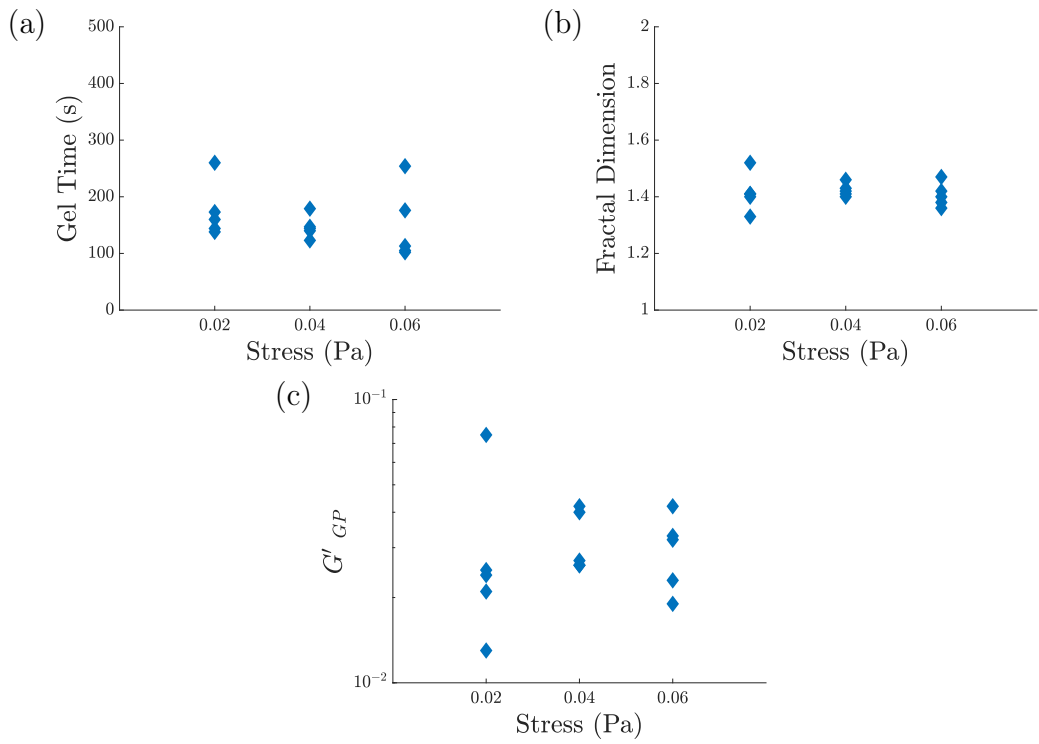 (a)
500
400
300
200
100
0
Gel Time (s)
0.02 0.04 0.06
Stress (Pa)
(b)
2
1.8
1.6
1.4
1.2
1
Fractal Dimension
0.02 0.04 0.06
Stress (Pa)
(c)
10⁻¹
10⁻²
G′ GP
0.02 0.04 0.06
Stress (Pa)